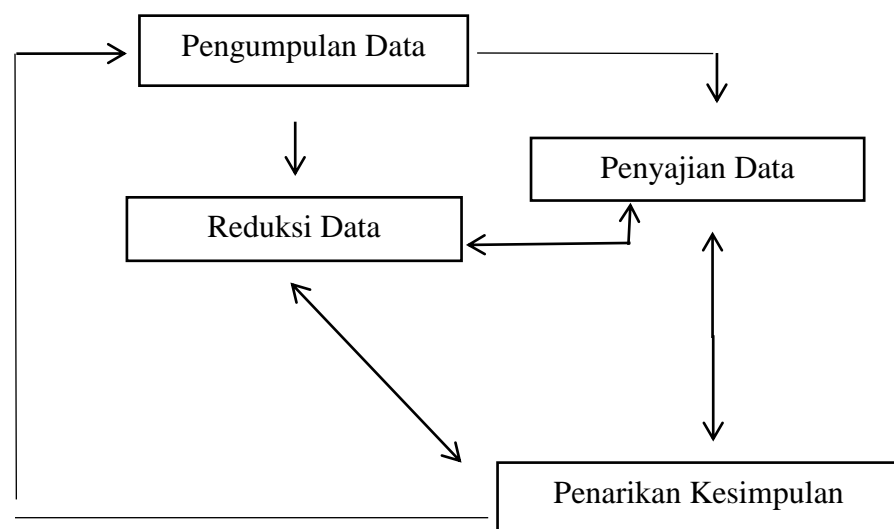 Pengumpulan Data
Penyajian Data
Reduksi Data
Penarikan Kesimpulan